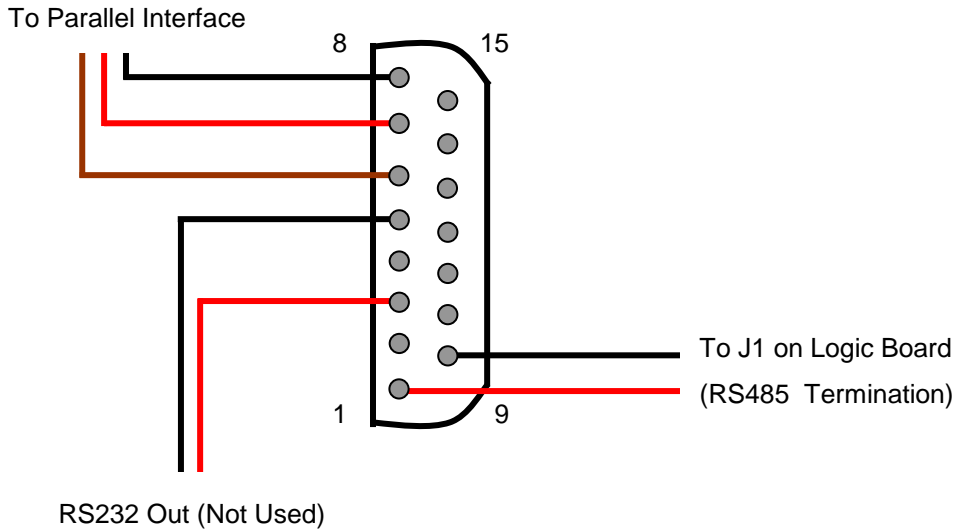 To Parallel Interface
8
15
To J1 on Logic Board
(RS485 Termination)
1
9
RS232 Out (Not Used)